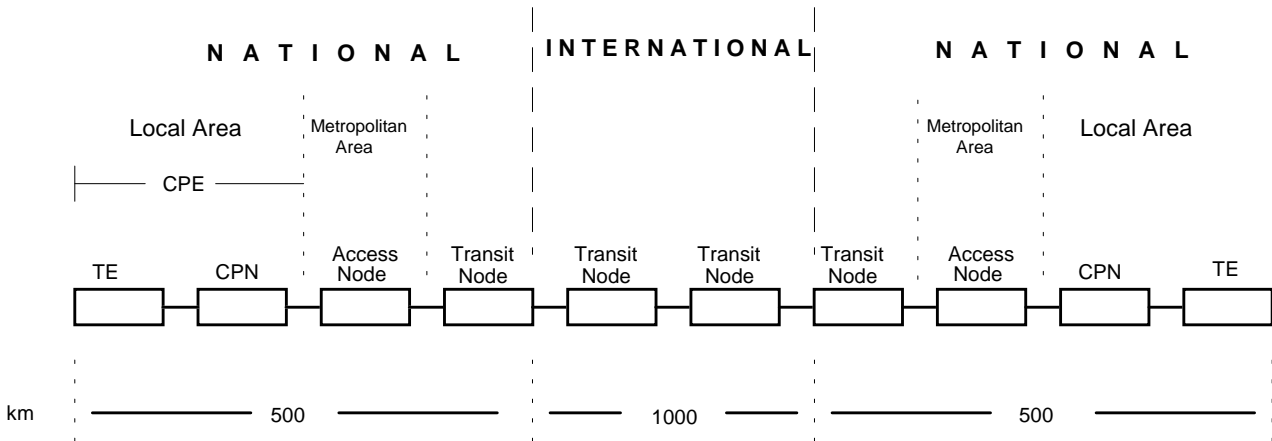 N A T I O N A L
I N T E R N A T I O N A L
N A T I O N A L
Local Area
Metropolitan
Area
Metropolitan
Area
Local Area
CPE
TE
CPN
Access
Node
Transit
Node
Transit
Node
Transit
Node
Transit
Node
Access
Node
CPN
TE
km
500
1000
500